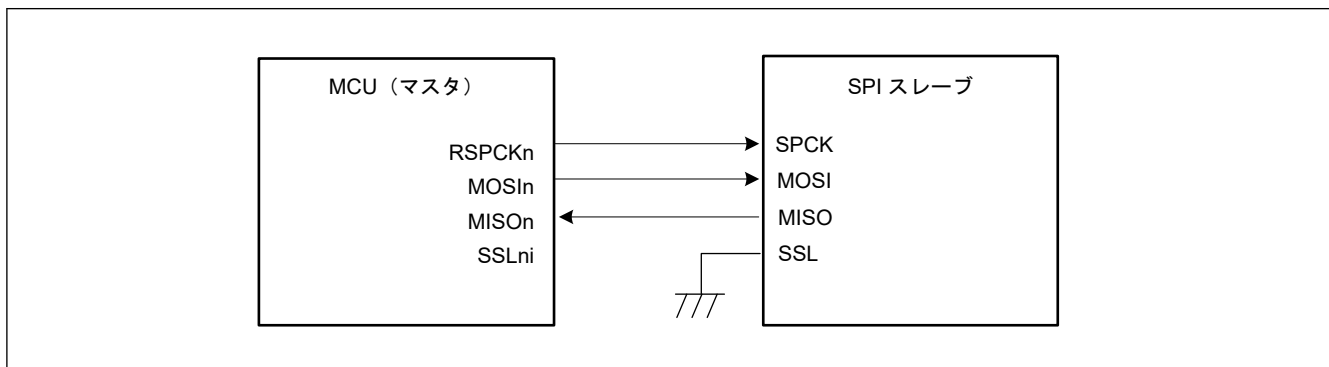 MCU（マスタ）
RSPCKn
MOSIn
MISOn
SSLni
SPI スレーブ
SPCK
MOSI
MISO
SSL